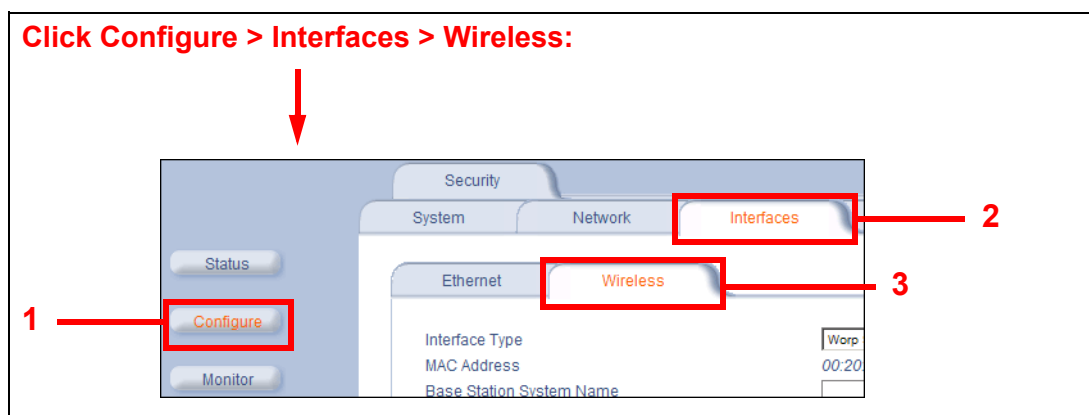 Click Configure > Interfaces > Wireless:
Security
System Network Interfaces
2
Status
Ethernet Wireless
3
1
Configure
Interface Type Worp
MAC Address 00:20:
Monitor
Base Station System Name